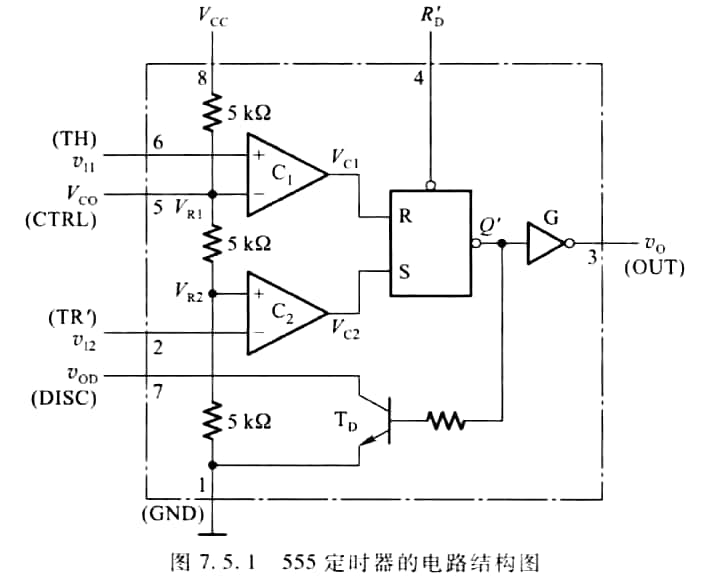 V_CC
R'_D
8
4
5 kΩ
(TH)
6
v_I1
+
C_1
V_C1
V_CO
−
(CTRL)
5
V_R1
R
Q'
G
v_O
3
(OUT)
5 kΩ
S
V_R2
+
C_2
(TR')
−
V_C2
v_I2
2
v_OD
(DISC)
7
5 kΩ
T_D
1
(GND)
图 7.5.1 555 定时器的电路结构图